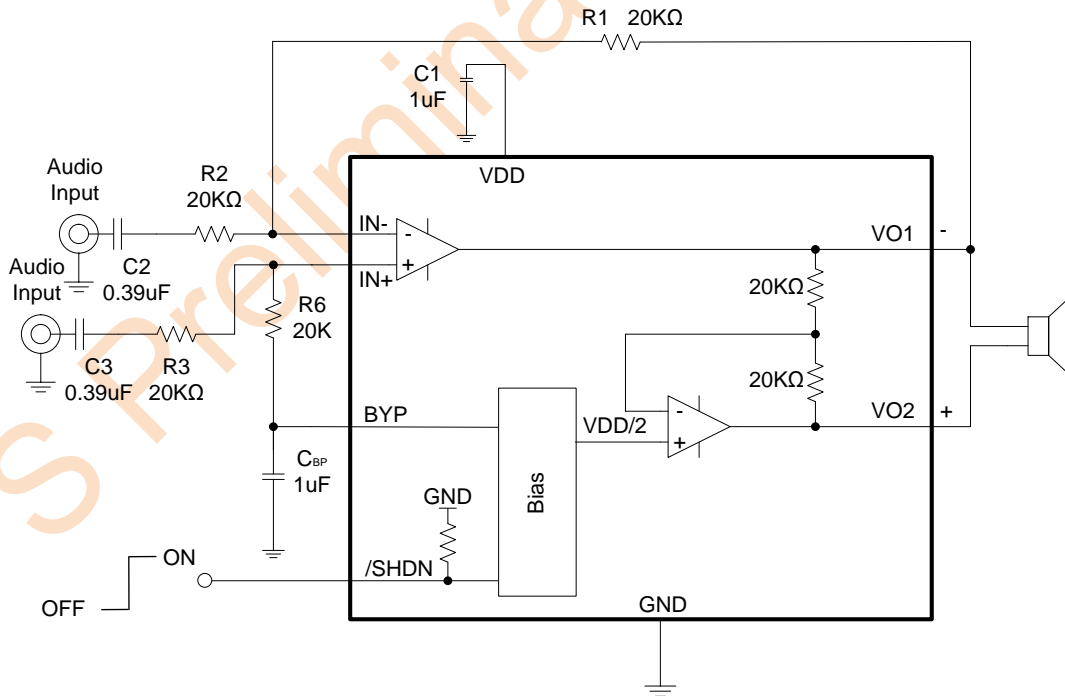 R1 20KΩ
C1
1uF
VDD
Audio
Input
R2
20KΩ
IN-
-
VO1
-
Audio
Input
C2
0.39uF
+
IN+
R6
20K
20KΩ
C3
0.39uF
R3
20KΩ
20KΩ
BYP
VDD/2
-
+
VO2
+
CBP
1uF
GND
Bias
ON
/SHDN
OFF
GND
S Prelimina